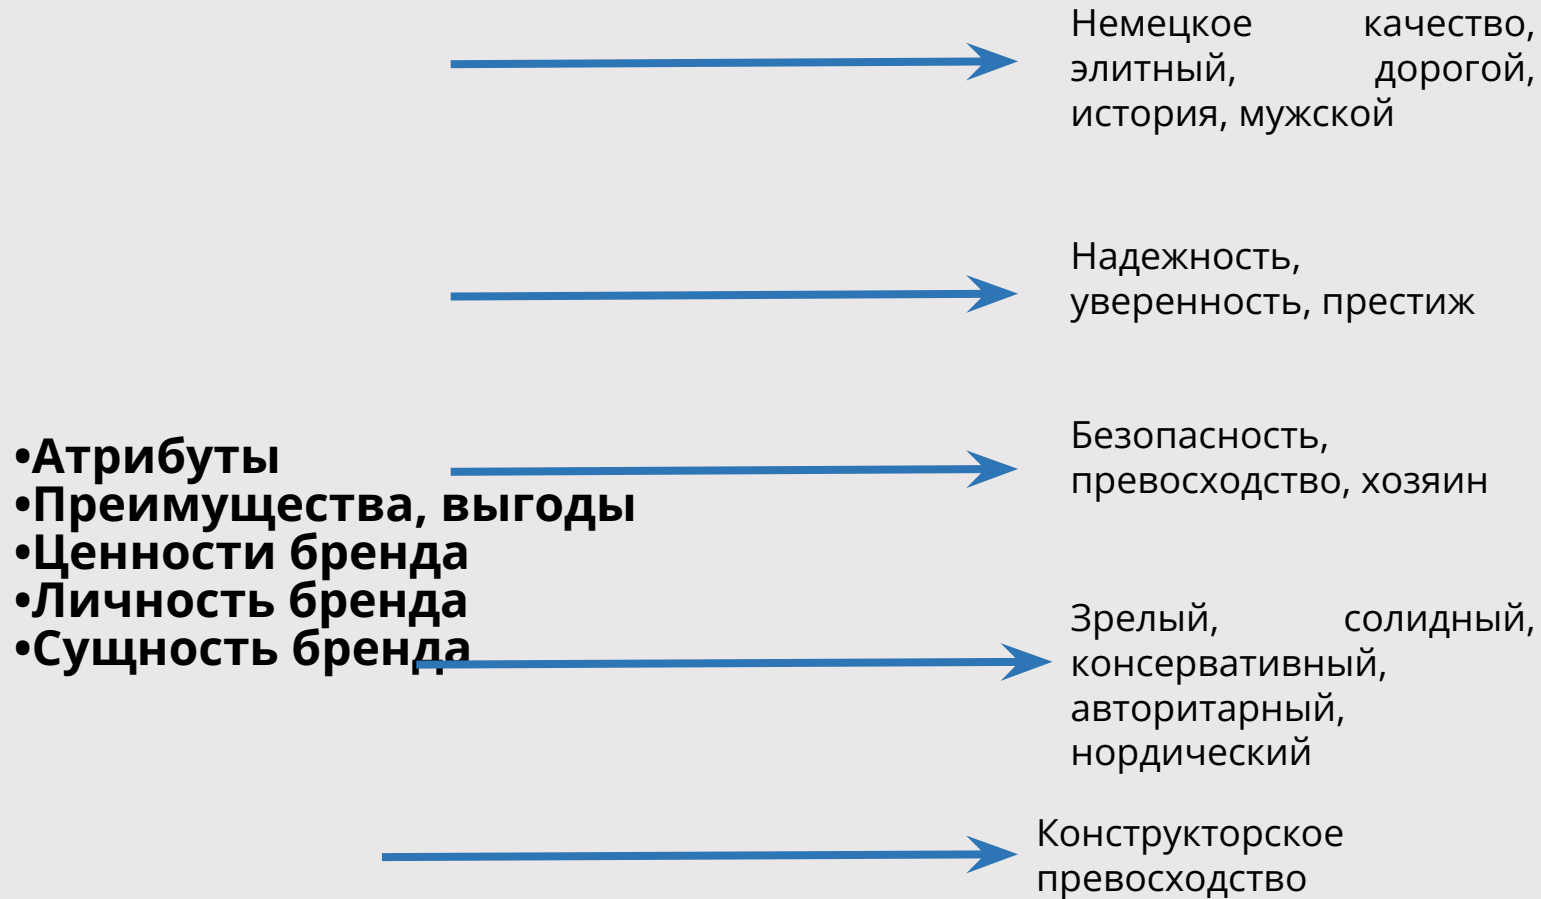 •Атрибуты
•Преимущества, выгоды
•Ценности бренда
•Личность бренда
•Сущность бренда
Немецкое качество,
элитный, дорогой,
история, мужской
Надежность,
уверенность, престиж
Безопасность,
превосходство, хозяин
Зрелый, солидный,
консервативный,
авторитарный,
нордический
Конструкторское
превосходство